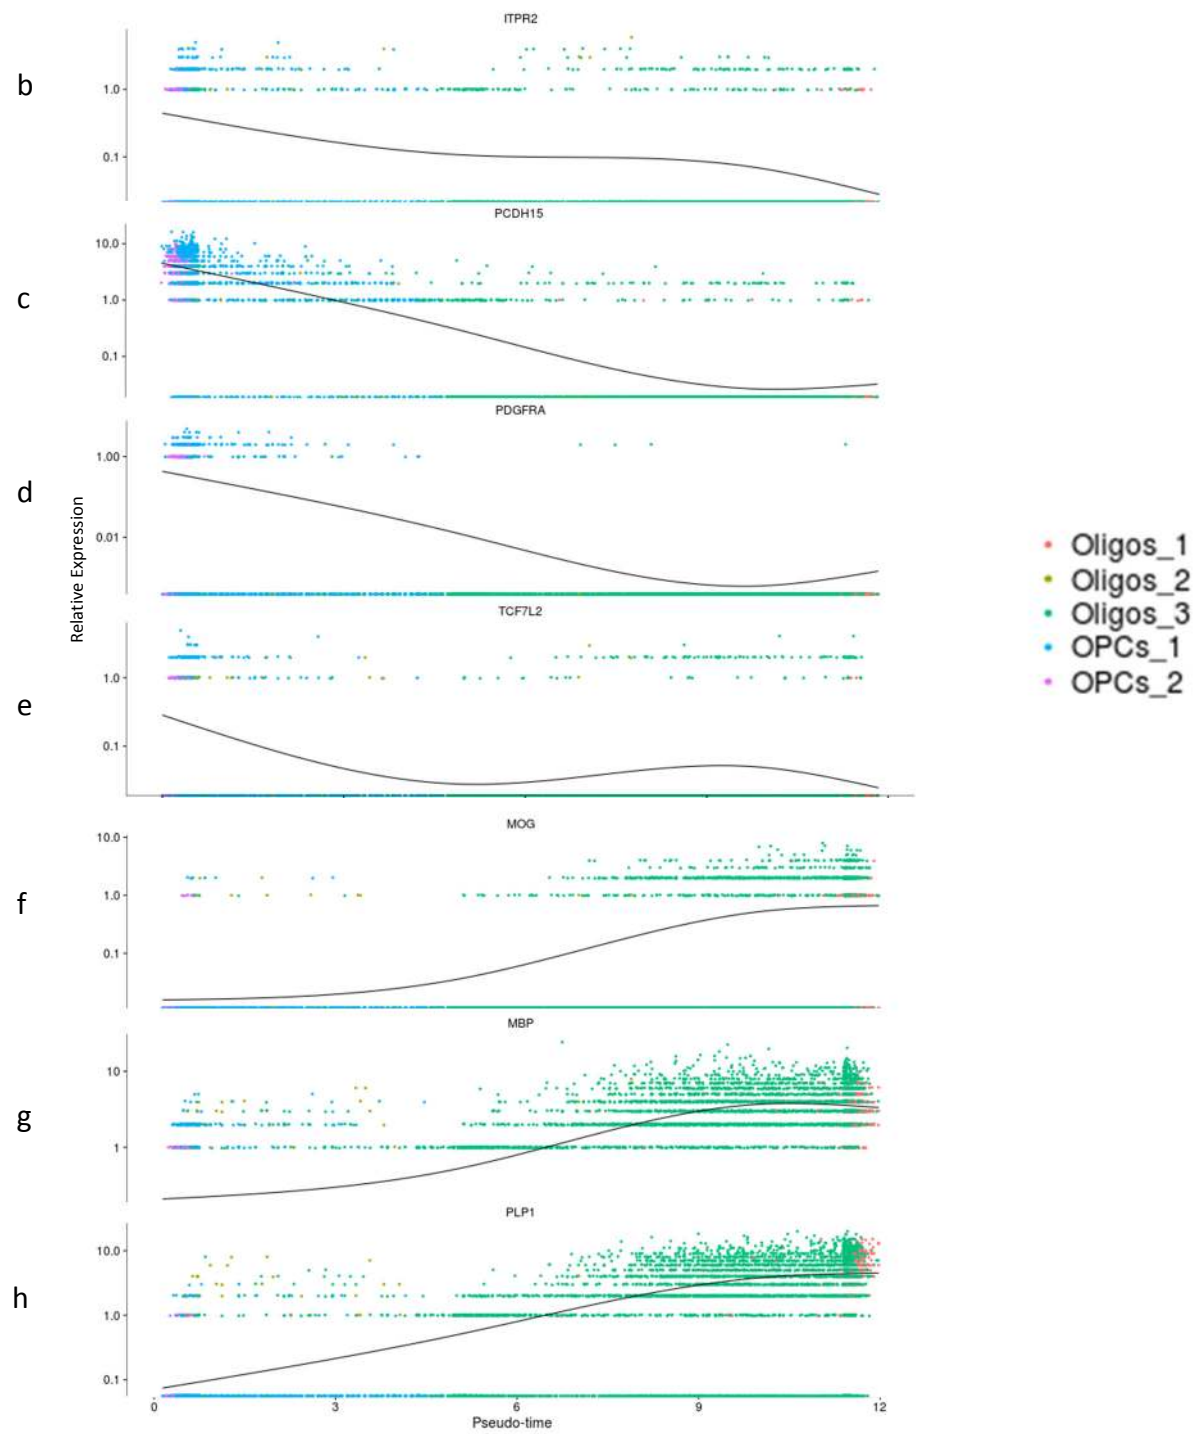 ITPR2
b
1.0
0.1
PCDH15
10.0
c
1.0
0.1
PDGFRA
1.00
d
0.01
Relative Expression
TCF7L2
1.0
e
0.1
MOG
10.0
f
1.0
0.1
MBP
10
g
1
PLP1
10.0
h
1.0
0.1
0 3 6 9 12
Pseudo-time
Oligos_1
Oligos_2
Oligos_3
OPCs_1
OPCs_2